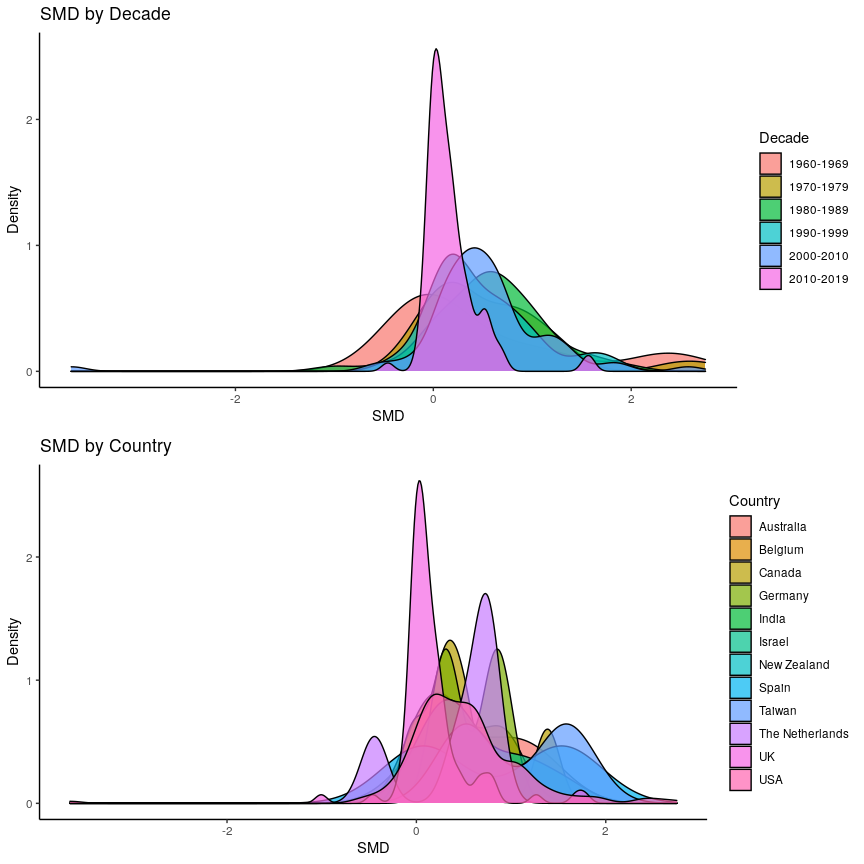 SMD by Decade
Density
2
1
0
-2
0
2
SMD
Decade
1960-1969
1970-1979
1980-1989
1990-1999
2000-2010
2010-2019
SMD by Country
Density
2
1
0
-2
0
2
SMD
Country
Australia
Belgium
Canada
Germany
India
Israel
New Zealand
Spain
Taiwan
The Netherlands
UK
USA